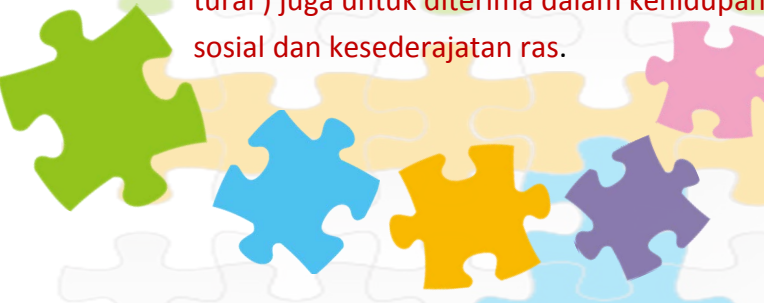 tural ) juga untuk diterima dalam kehidupan
sosial dan kesederajatan ras.